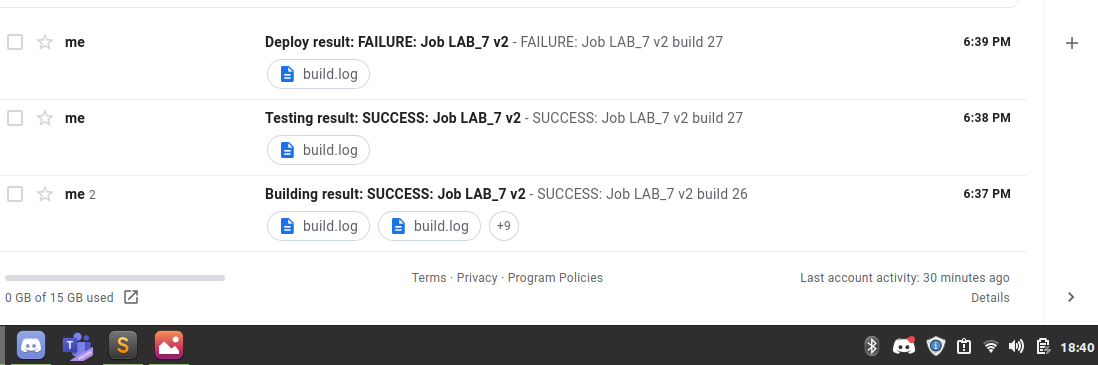 me Deploy result: FAILURE: Job LAB_7 v2 - FAILURE: Job LAB_7 v2 build 27 6:39 PM
build.log
me Testing result: SUCCESS: Job LAB_7 v2 - SUCCESS: Job LAB_7 v2 build 27 6:38 PM
build.log
me 2 Building result: SUCCESS: Job LAB_7 v2 - SUCCESS: Job LAB_7 v2 build 26 6:37 PM
build.log build.log +9
Terms · Privacy · Program Policies Last account activity: 30 minutes ago
0 GB of 15 GB used Details
18:40